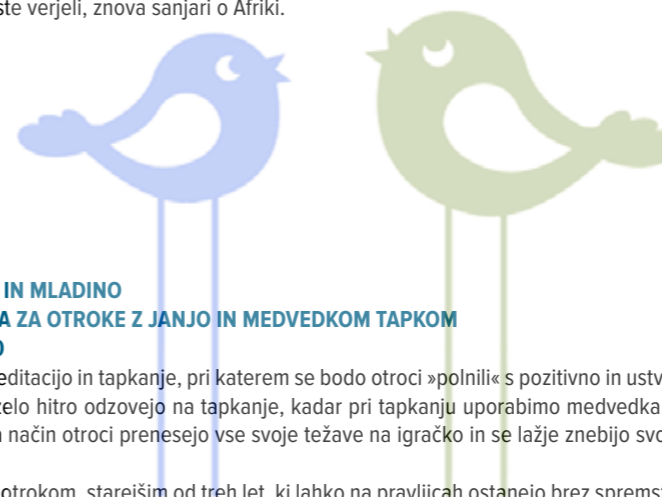 ste verjeli, znova sanjari o Afriki.
IN MLADINO
A ZA OTROKE Z JANJO IN MEDVEDKOM TAPKOM
O
editacijo in tapkanje, pri katerem se bodo otroci »polnili« s pozitivno in ustv
zelo hitro odzovejo na tapkanje, kadar pri tapkanju uporabimo medvedka
način otroci prenesejo vse svoje težave na igračko in se lažje znebijo svo
otrokom, starejšim od treh let, ki lahko na pravljicah ostanejo brez spremst